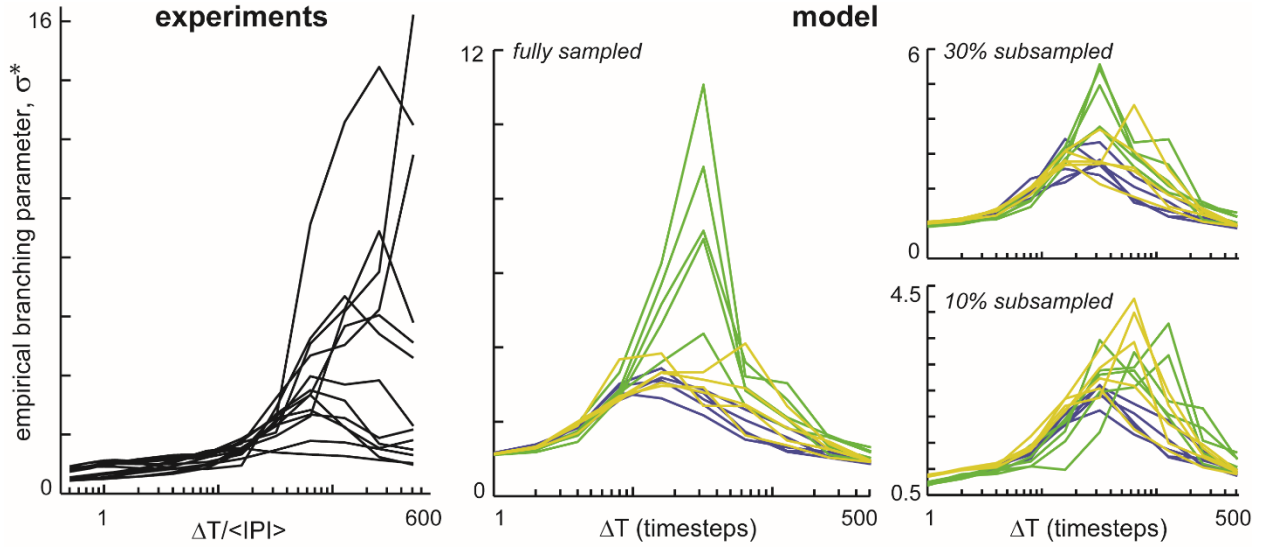 experiments
model
16
0
empirical branching parameter, σ*
1
600
ΔT/<IPI>
fully sampled
12
0
1
500
ΔT (timesteps)
30% subsampled
6
0
10% subsampled
4.5
0.5
1
500
ΔT (timesteps)